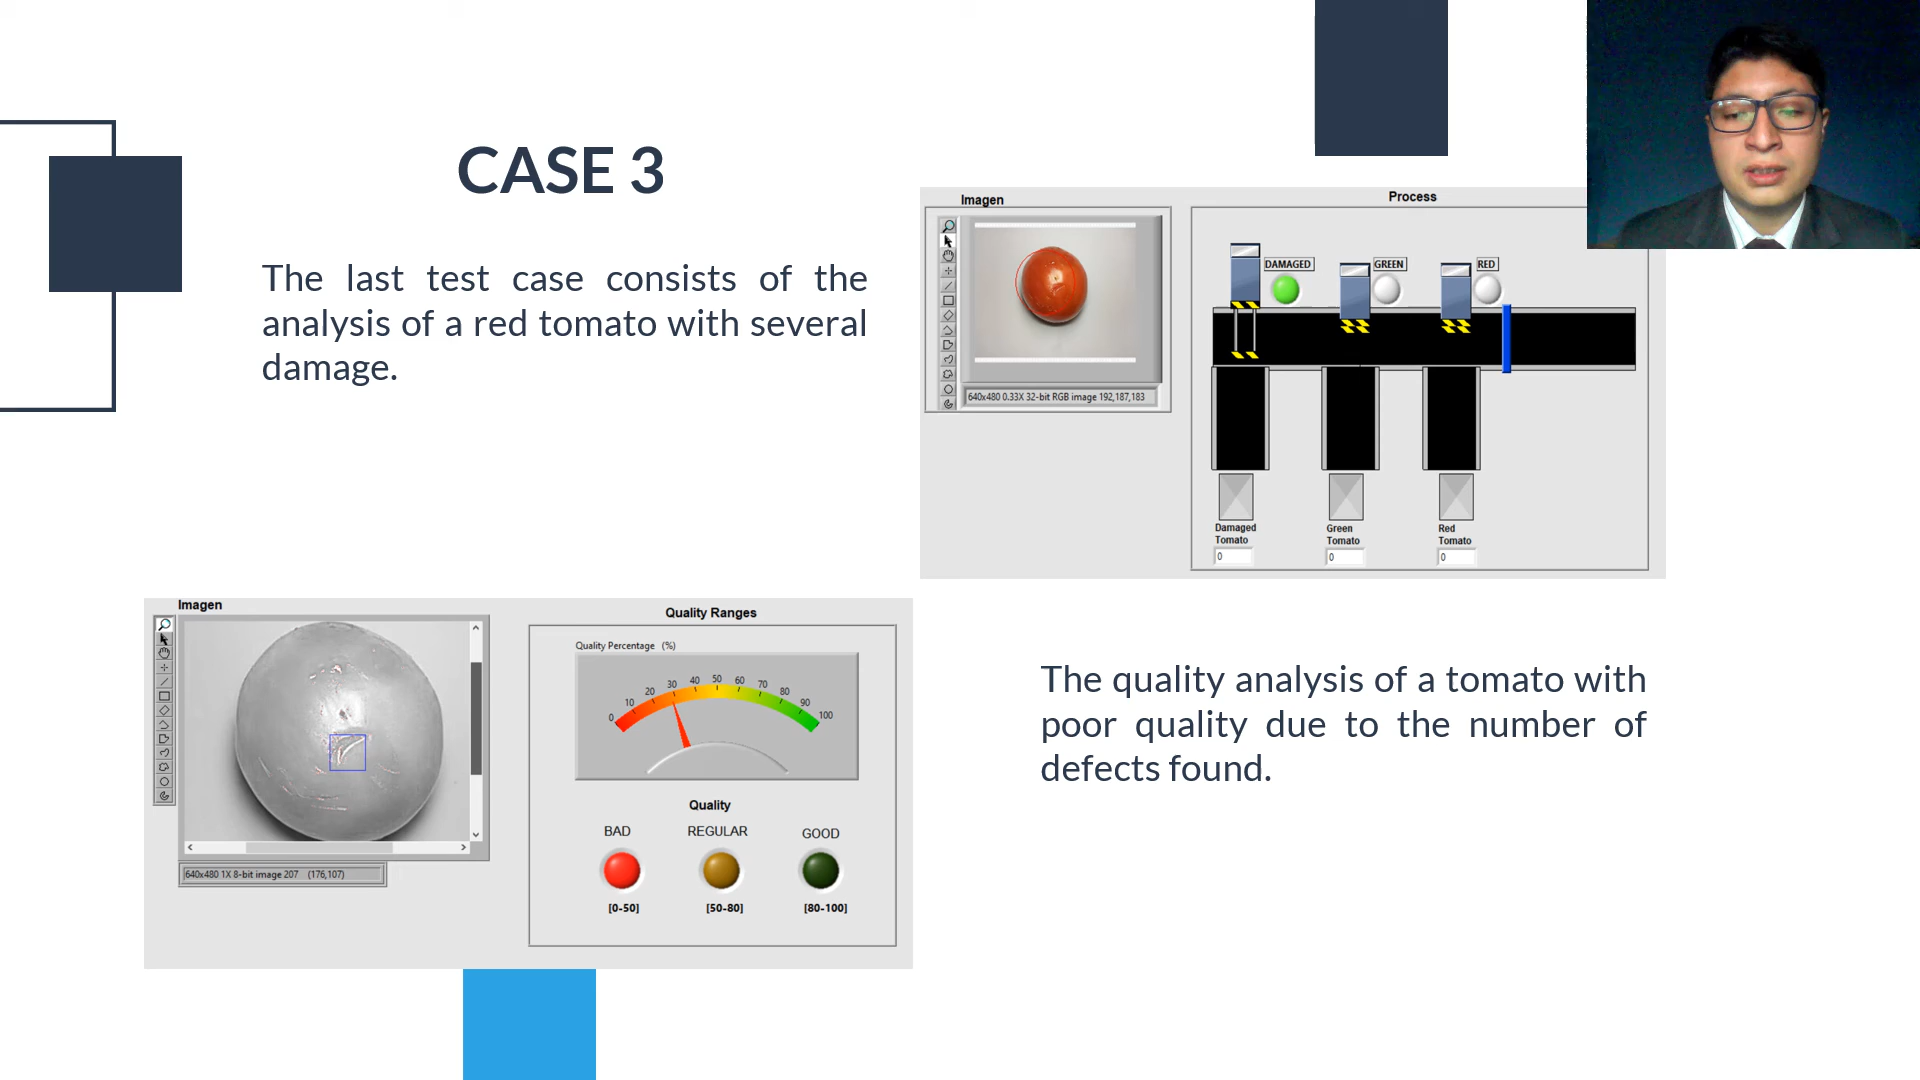 CASE 3
The last test case consists of the
analysis of a red tomato with several
damage.
Imagen
640x480 0.33X 32-bit RGB image 192,187,183
Process
DAMAGED
GREEN
RED
Damaged
Tomato
0
Green
Tomato
0
Red
Tomato
0
Imagen
640x480 1X 8-bit image 207 (176,107)
Quality Ranges
Quality Percentage (%)
0
10
20
30
40
50
60
70
80
90
100
Quality
BAD
REGULAR
GOOD
[0-50]
[50-80]
[80-100]
The quality analysis of a tomato with
poor quality due to the number of
defects found.